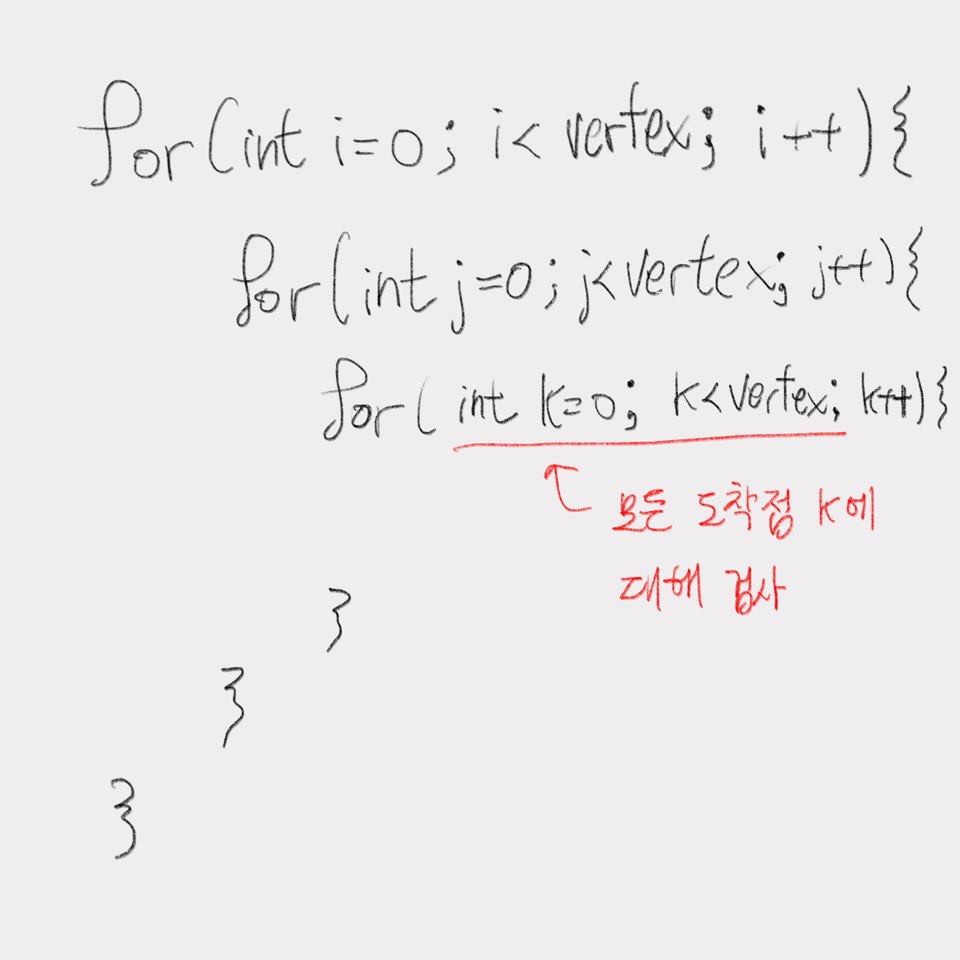 for(int i=0; i< vertex; i++){
for(int j=0; j<vertex; j++){
for( int k=0; k<vertex; k++){
모든 도착점 k에
대해 검사
}
}
}